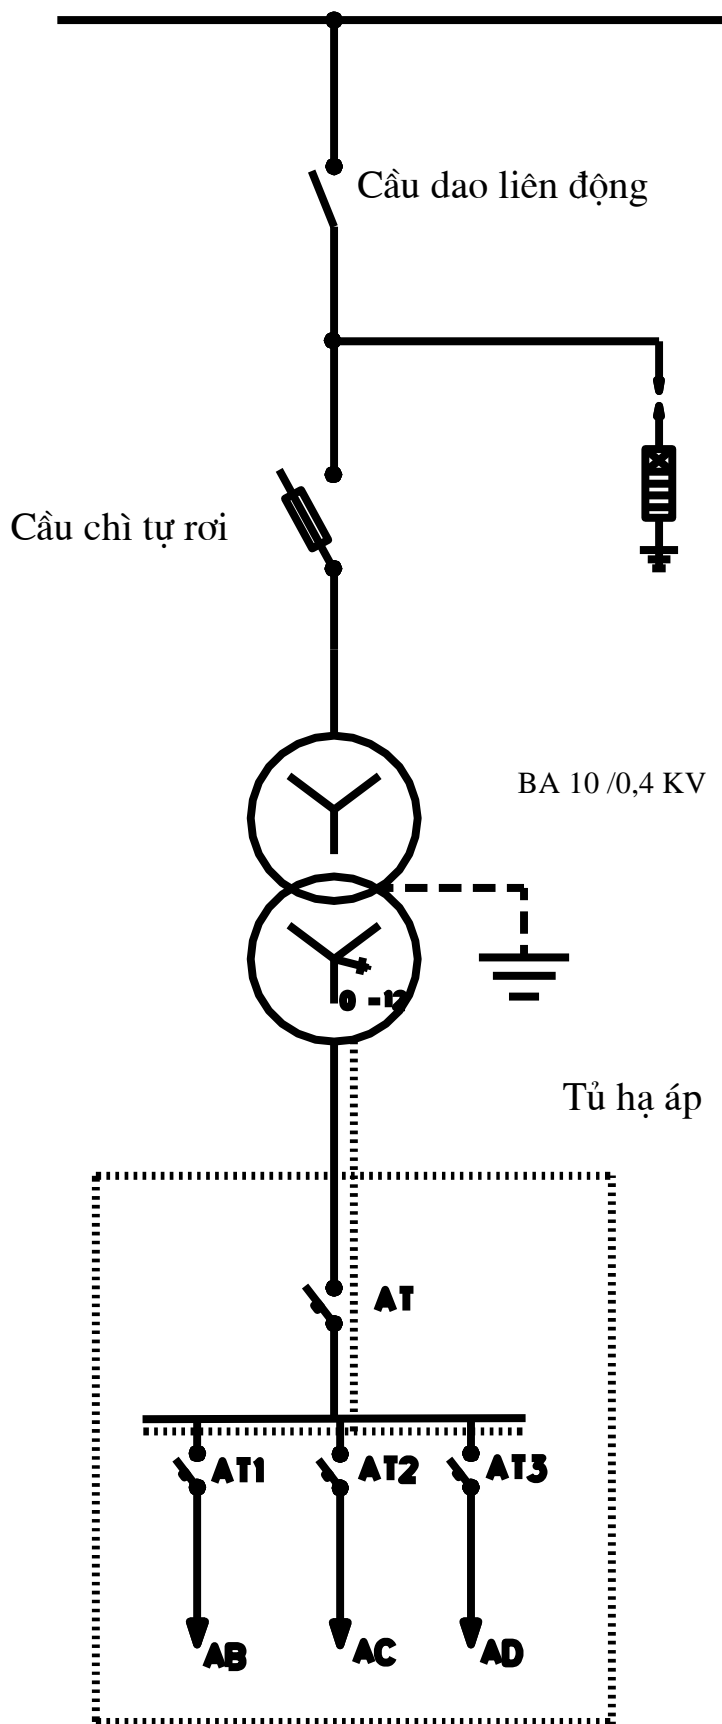 Cầu dao liên động
Cầu chì tự rơi
BA 10 /0,4 KV
0 -12
Tủ hạ áp
AT
AT1
AT2
AT3
AB
AC
AD